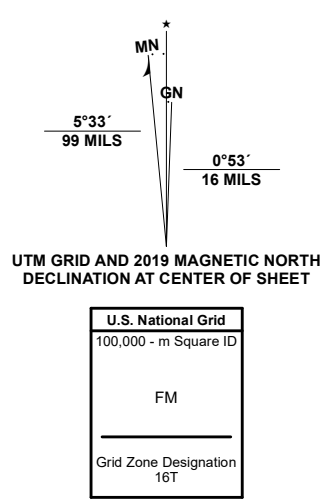 ★
MN
GN
5°33´
99 MILS
0°53´
16 MILS
UTM GRID AND 2019 MAGNETIC NORTH
DECLINATION AT CENTER OF SHEET
U.S. National Grid
100,000 - m Square ID
FM
Grid Zone Designation
16T